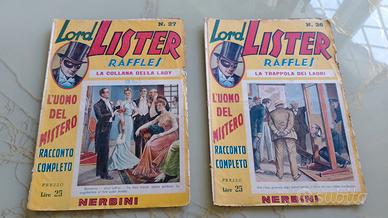 Lord LISTER
N. 27
RAFFLES
LA COLLANA DELLA LADY
L'UOMO
DEL
MISTERO
RACCONTO
COMPLETO
PREZZO
Lire 25
NERBINI
Lord LISTER
N. 26
RAFFLES
LA TRAPPOLA DEI LADRI
L'UOMO
DEL
MISTERO
RACCONTO
COMPLETO
PREZZO
Lire 25
NERBINI